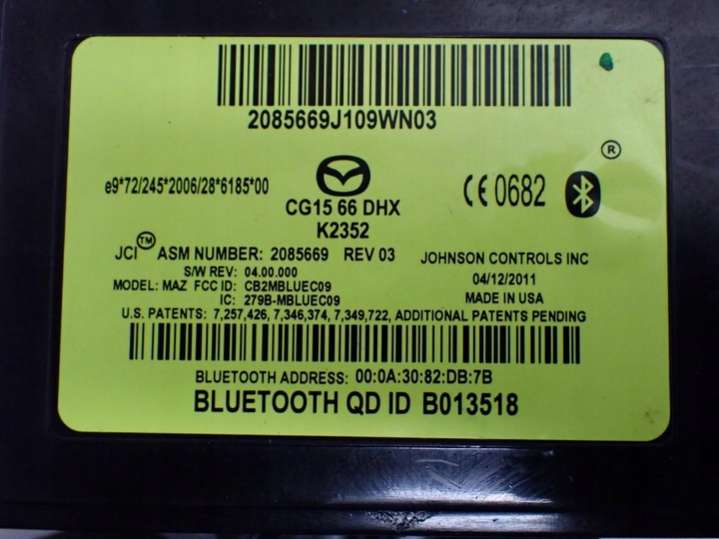 2085669J109WN03
®
e9*72/245*2006/28*6185*00
CE 0682
CG15 66 DHX
K2352
JCI™ ASM NUMBER: 2085669 REV 03
JOHNSON CONTROLS INC
S/W REV: 04.00.000
04/12/2011
MODEL: MAZ FCC ID: CB2MBLUEC09
MADE IN USA
IC: 279B-MBLUEC09
U.S. PATENTS: 7,257,426, 7,346,374, 7,349,722, ADDITIONAL PATENTS PENDING
BLUETOOTH ADDRESS: 00:0A:30:82:DB:7B
BLUETOOTH QD ID B013518